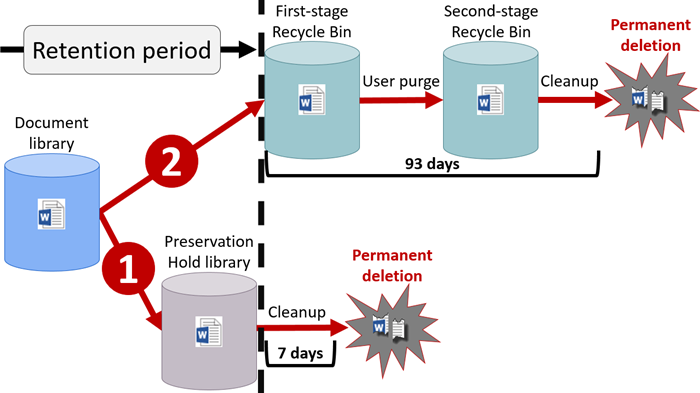 First-stage
Recycle Bin
Second-stage
Recycle Bin
Permanent
deletion
Retention period
User purge
Cleanup
Document
library
2
93 days
1
Preservation
Hold library
Permanent
deletion
Cleanup
7 days